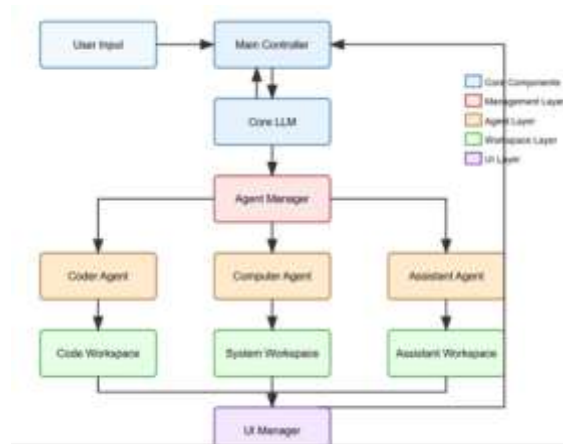 User Input
Main Controller
Core Components
Management Layer
Agent Layer
Workspace Layer
UI Layer
Core LLM
Agent Manager
Coder Agent
Computer Agent
Assistant Agent
Code Workspace
System Workspace
Assistant Workspace
UI Manager